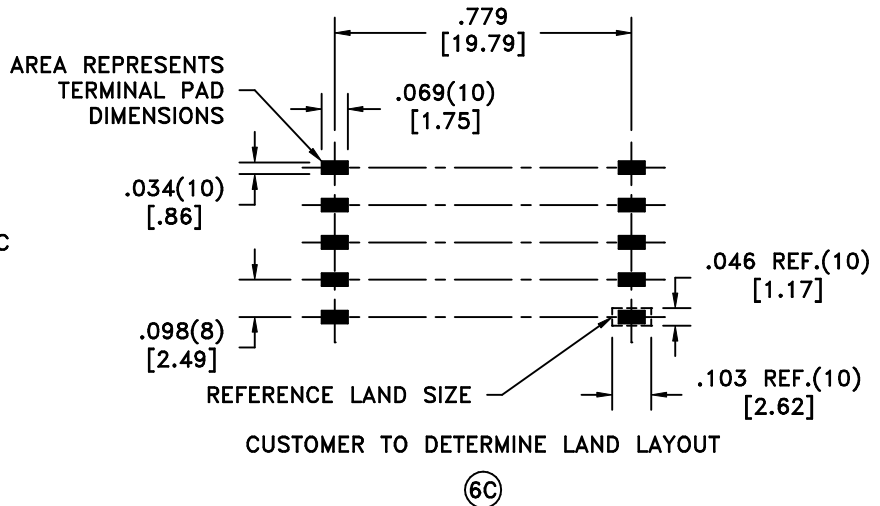 .779
[19.79]
AREA REPRESENTS
TERMINAL PAD
DIMENSIONS
.069(10)
[1.75]
.034(10)
[.86]
C
.046 REF.(10)
[1.17]
.098(8)
[2.49]
REFERENCE LAND SIZE
.103 REF.(10)
[2.62]
CUSTOMER TO DETERMINE LAND LAYOUT
6C